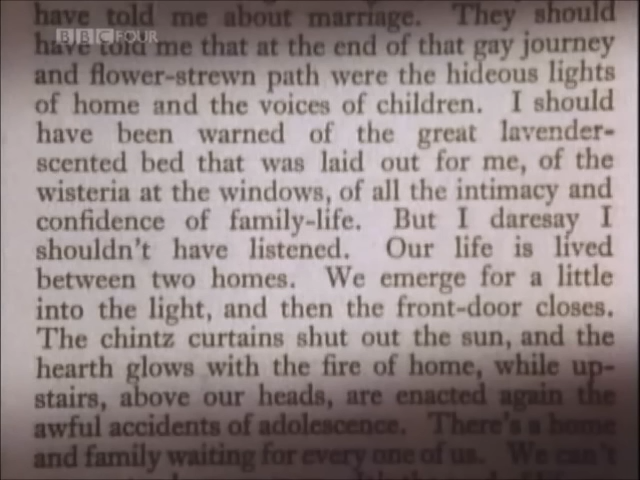 have told me about marriage. They should
BBC FOUR
have told me that at the end of that gay journey
and flower-strewn path were the hideous lights
of home and the voices of children. I should
have been warned of the great lavender-
scented bed that was laid out for me, of the
wisteria at the windows, of all the intimacy and
confidence of family-life. But I daresay I
shouldn't have listened. Our life is lived
between two homes. We emerge for a little
into the light, and then the front-door closes.
The chintz curtains shut out the sun, and the
hearth glows with the fire of home, while up-
stairs, above our heads, are enacted again the
awful accidents of adolescence. There's a home
and family waiting for every one of us. We can't